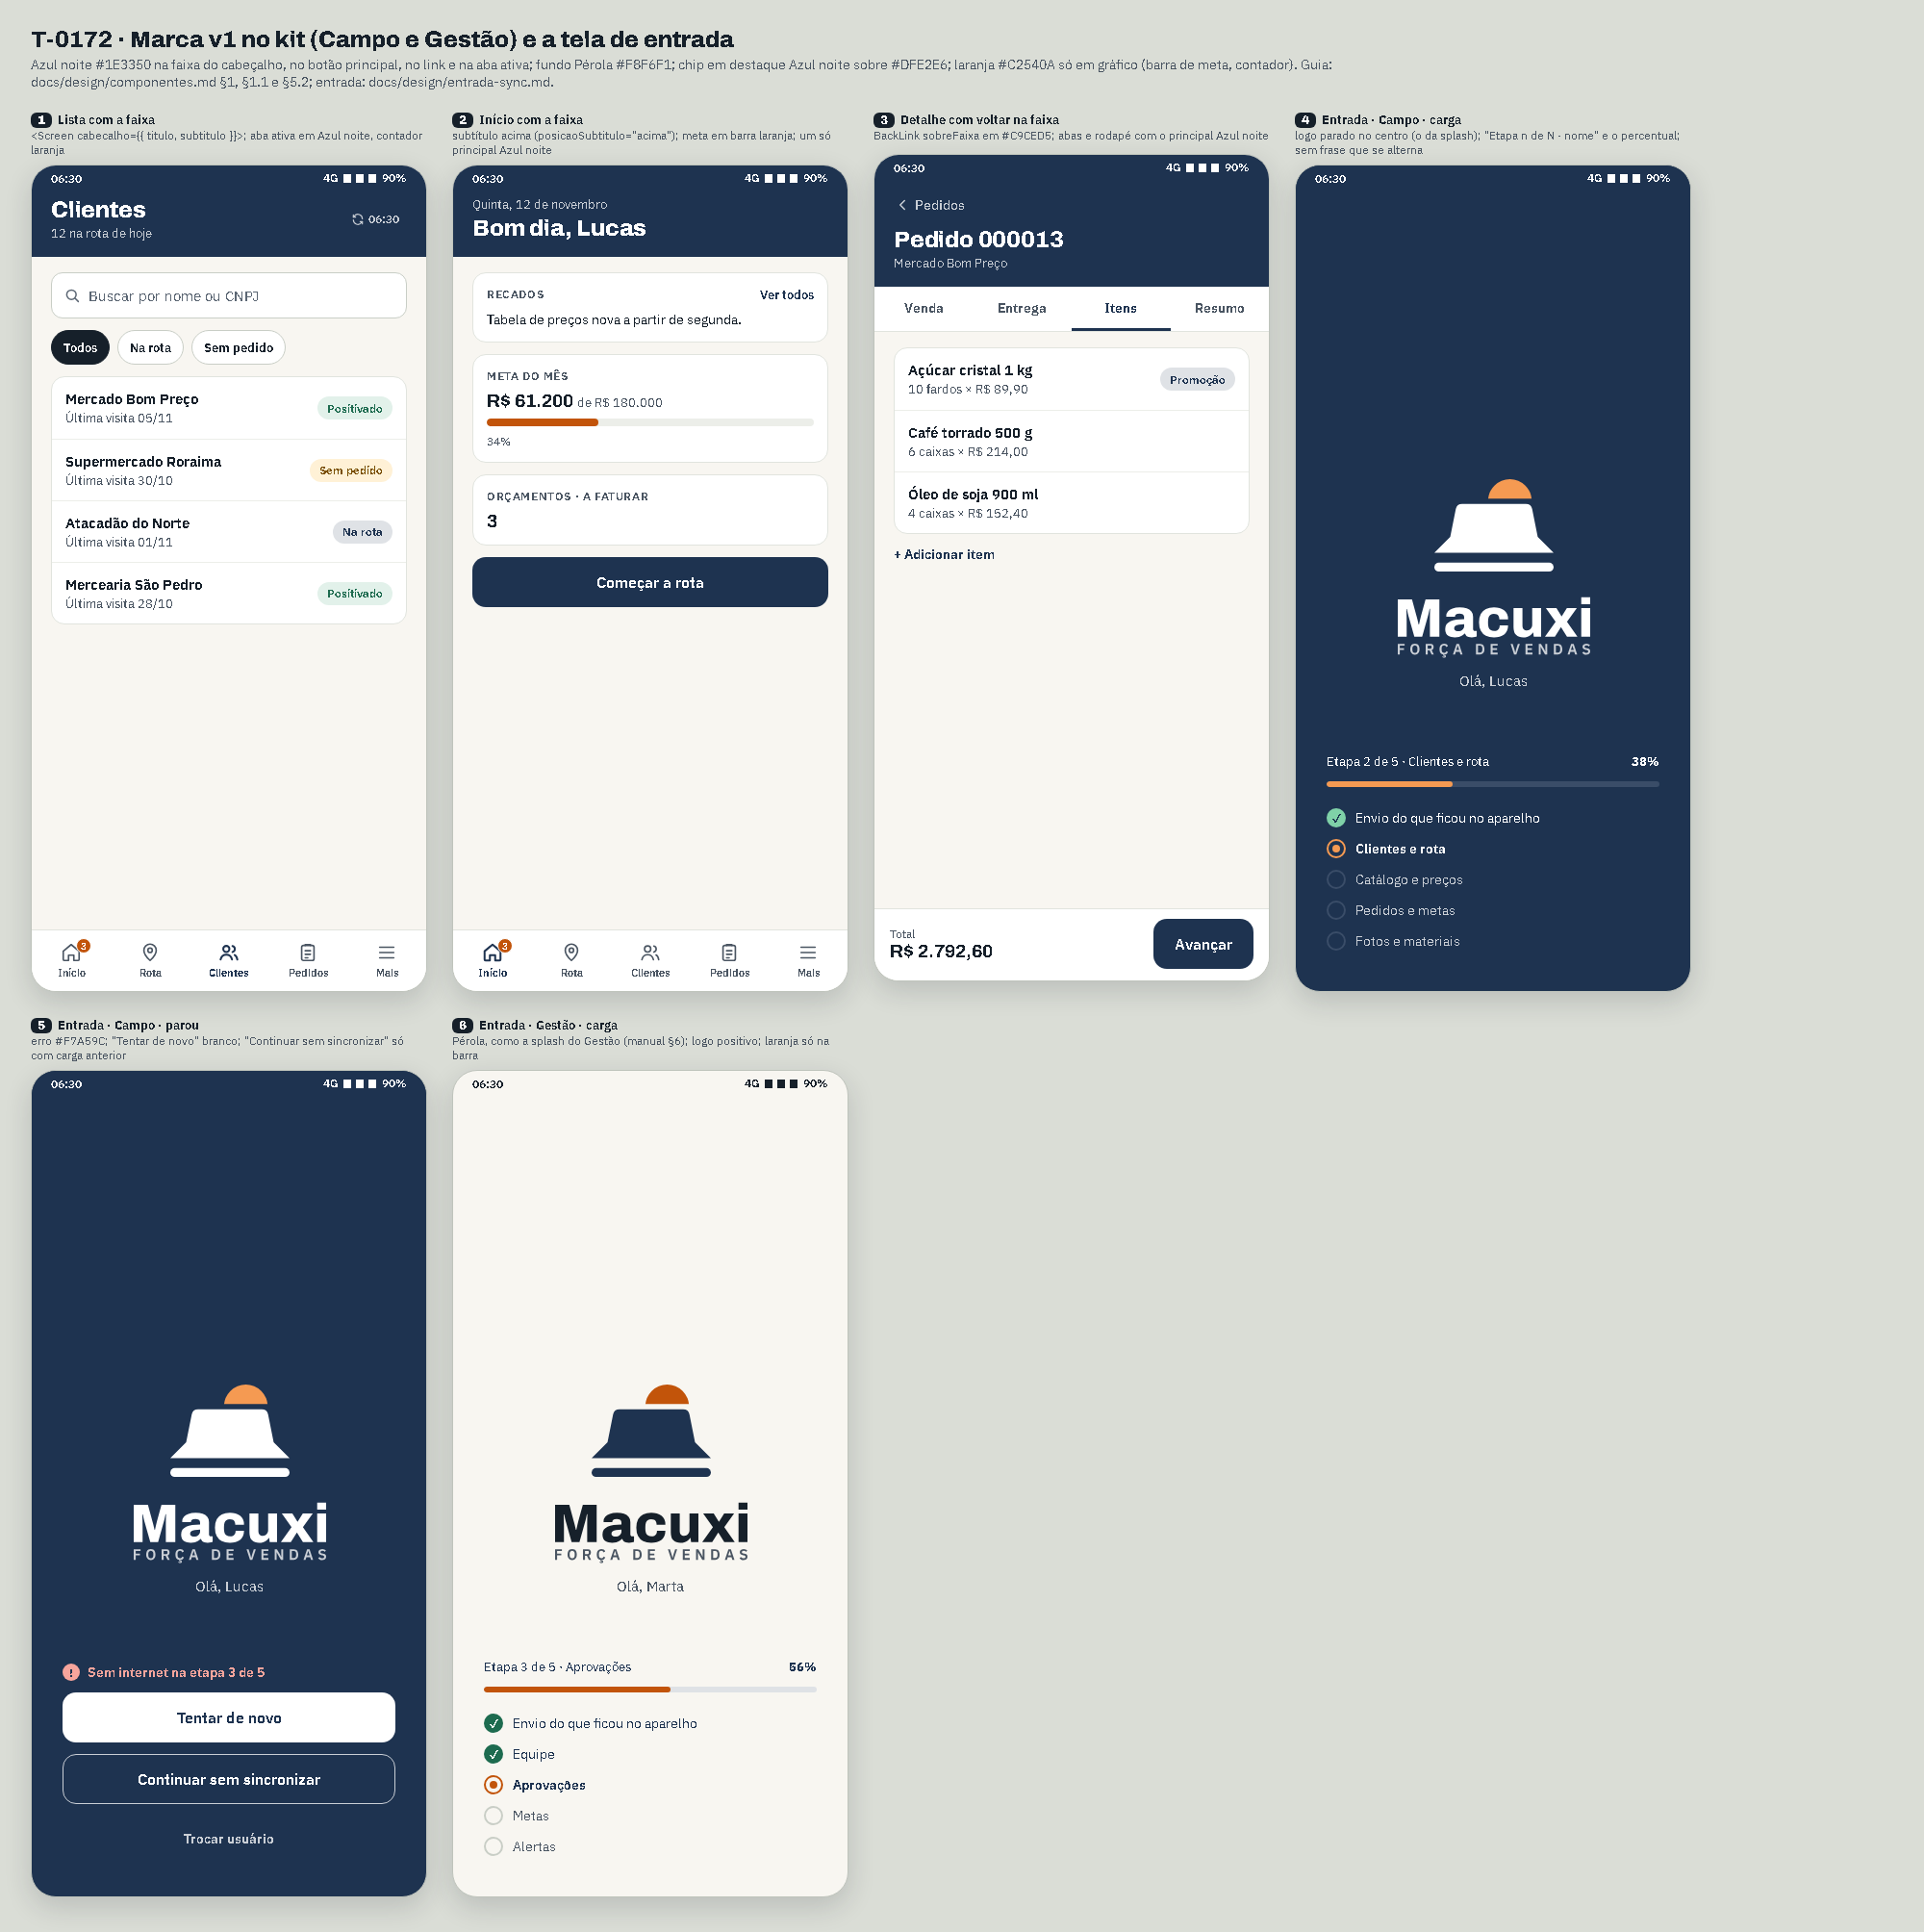 T-0172 · Marca v1 no kit (Campo e Gestão) e a tela de entrada
Azul noite #1E3350 na faixa do cabeçalho, no botão principal, no link e na aba ativa; fundo Pérola #F8F6F1; chip em destaque Azul noite sobre #DFE2E6; laranja #C2540A só em gráfico (barra de meta, contador). Guia:
docs/design/componentes.md §1, §1.1 e §5.2; entrada: docs/design/entrada-sync.md.
1 Lista com a faixa
<Screen cabecalho={{ titulo, subtitulo }}>; aba ativa em Azul noite, contador
laranja
06:30 4G 90%
Clientes
12 na rota de hoje
06:30
Buscar por nome ou CNPJ
Todos Na rota Sem pedido
Mercado Bom Preço
Última visita 05/11
Positivado
Supermercado Roraima
Última visita 30/10
Sem pedido
Atacadão do Norte
Última visita 01/11
Na rota
Mercearia São Pedro
Última visita 28/10
Positivado
3
Início Rota Clientes Pedidos Mais
2 Início com a faixa
subtítulo acima (posicaoSubtitulo="acima"); meta em barra laranja; um só
principal Azul noite
06:30 4G 90%
Quinta, 12 de novembro
Bom dia, Lucas
RECADOS Ver todos
Tabela de preços nova a partir de segunda.
META DO MÊS
R$ 61.200 de R$ 180.000
34%
ORÇAMENTOS · A FATURAR
3
Começar a rota
3
Início Rota Clientes Pedidos Mais
3 Detalhe com voltar na faixa
BackLink sobreFaixa em #C9CED5; abas e rodapé com o principal Azul noite
06:30 4G 90%
Pedidos
Pedido 000013
Mercado Bom Preço
Venda Entrega Itens Resumo
Açúcar cristal 1 kg
10 fardos × R$ 89,90
Promoção
Café torrado 500 g
6 caixas × R$ 214,00
Óleo de soja 900 ml
4 caixas × R$ 152,40
+ Adicionar item
Total
R$ 2.792,60
Avançar
4 Entrada · Campo · carga
logo parado no centro (o da splash); "Etapa n de N · nome" e o percentual;
sem frase que se alterna
06:30 4G 90%
Macuxi
FORÇA DE VENDAS
Olá, Lucas
Etapa 2 de 5 · Clientes e rota 38%
Envio do que ficou no aparelho
Clientes e rota
Catálogo e preços
Pedidos e metas
Fotos e materiais
5 Entrada · Campo · parou
erro #F7A59C; "Tentar de novo" branco; "Continuar sem sincronizar" só
com carga anterior
06:30 4G 90%
Macuxi
FORÇA DE VENDAS
Olá, Lucas
! Sem internet na etapa 3 de 5
Tentar de novo
Continuar sem sincronizar
Trocar usuário
6 Entrada · Gestão · carga
Pérola, como a splash do Gestão (manual §6); logo positivo; laranja só na
barra
06:30 4G 90%
Macuxi
FORÇA DE VENDAS
Olá, Marta
Etapa 3 de 5 · Aprovações 56%
Envio do que ficou no aparelho
Equipe
Aprovações
Metas
Alertas